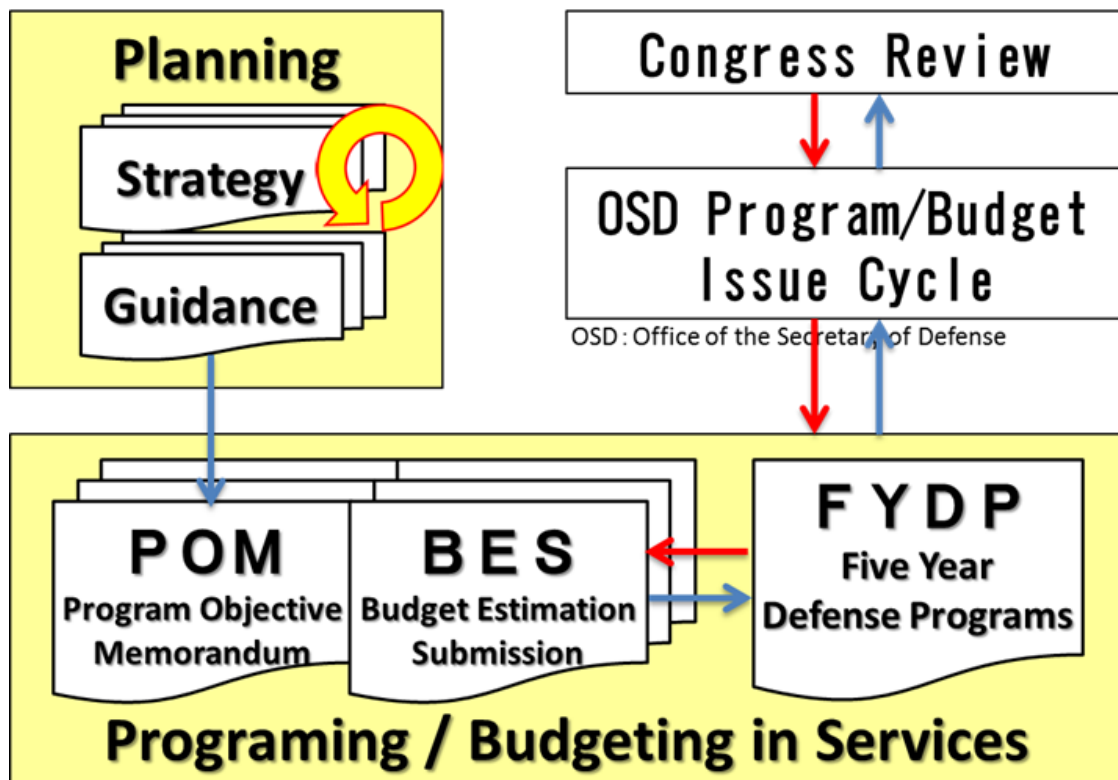 Planning
Strategy
Guidance
Congress Review
OSD Program/Budget
Issue Cycle
OSD : Office of the Secretary of Defense
POM
Program Objective
Memorandum
BES
Budget Estimation
Submission
FYDP
Five Year
Defense Programs
Programing / Budgeting in Services